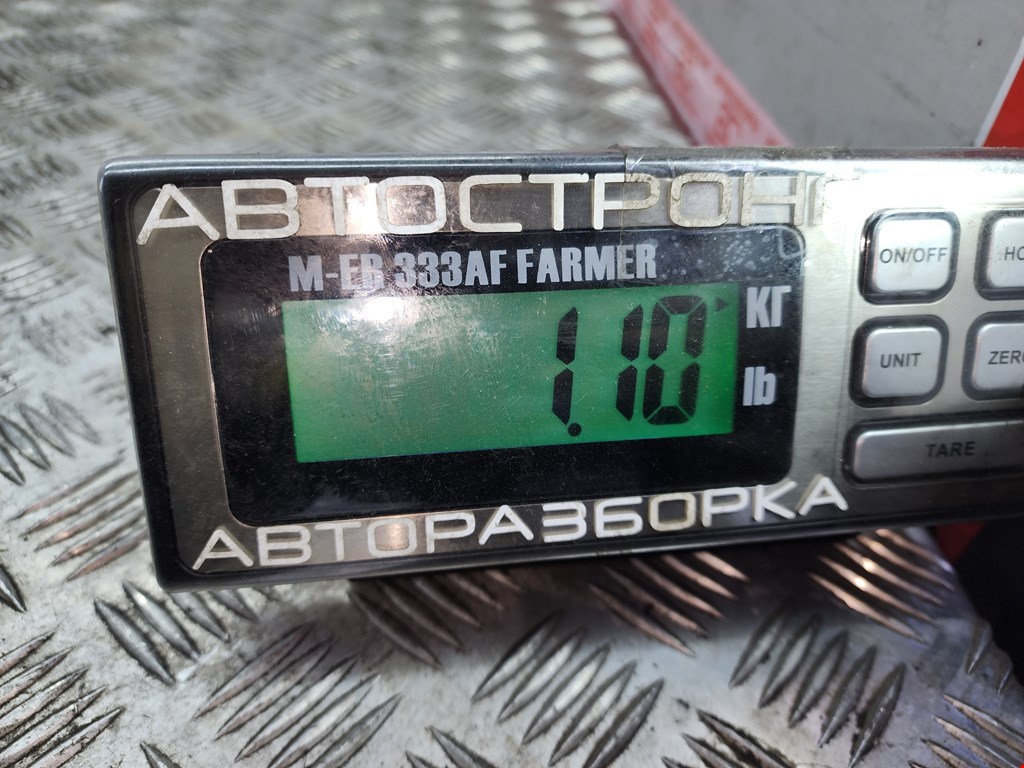 АВТОСТРОНГ
M-ER 333AF FARMER
1.10
КГ
lb
ON/OFF
UNIT
TARE
АВТОРАЗБОРКА